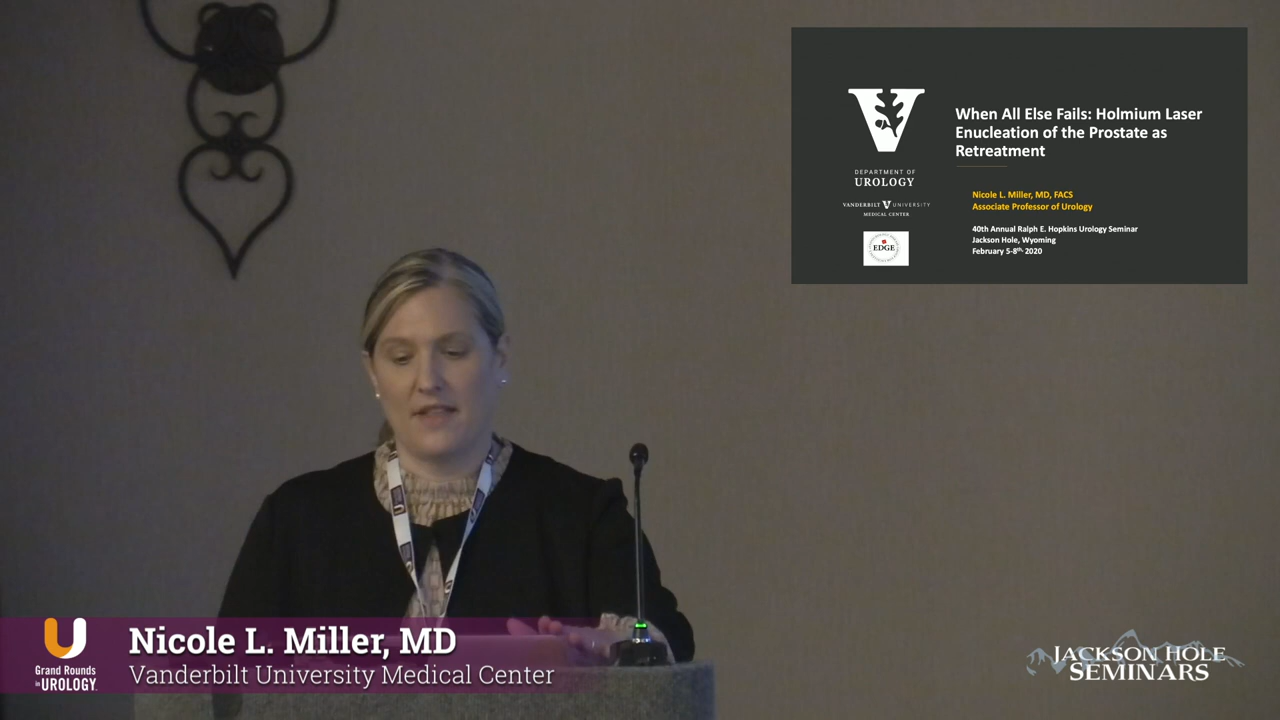 When All Else Fails: Holmium Laser
Enucleation of the Prostate as
Retreatment
DEPARTMENT OF
UROLOGY
VANDERBILT V UNIVERSITY
MEDICAL CENTER
EDGE
Nicole L. Miller, MD, FACS
Associate Professor of Urology
40th Annual Ralph E. Hopkins Urology Seminar
Jackson Hole, Wyoming
February 5-8th, 2020
Grand Rounds
in UROLOGY
Nicole L. Miller, MD
Vanderbilt University Medical Center
JACKSON HOLE
SEMINARS